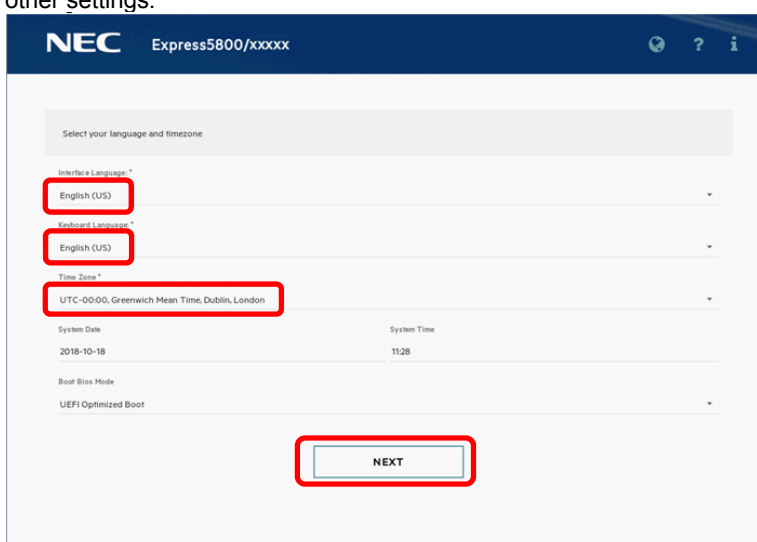 other settings.
NEC Express5800/xxxxx ? i
Select your language and timezone
Interface Language: *
English (US)
Keyboard Language: *
English (US)
Time Zone *
UTC-00:00, Greenwich Mean Time, Dublin, London
System Date System Time
2018-10-18 11:28
Boot Bios Mode
UEFI Optimized Boot
NEXT